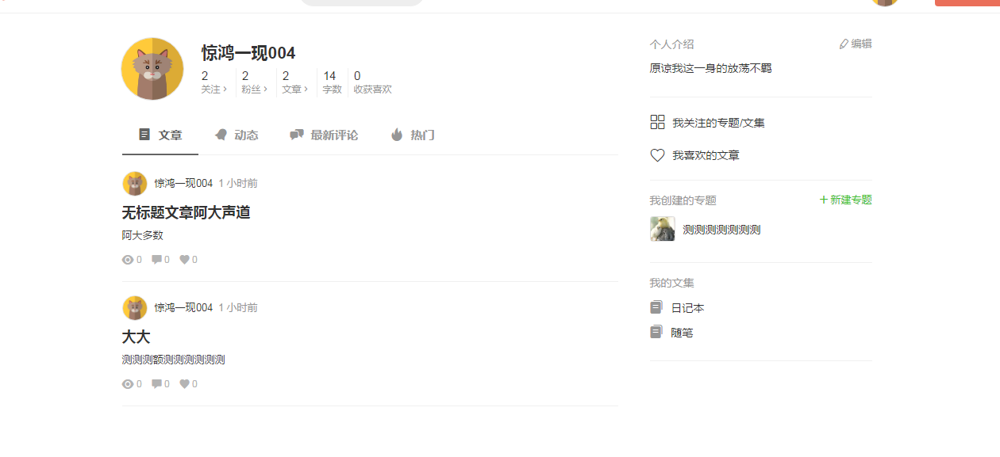 惊鸿一现004
2 2 2 14 0
关注 › 粉丝 › 文章 › 字数 收获喜欢
文章 动态 最新评论 热门
惊鸿一现004 1 小时前
无标题文章阿大声道
阿大多数
0 0 0
惊鸿一现004 1 小时前
大大
测测测额测测测测测测
0 0 0
个人介绍 编辑
原谅我这一身的放荡不羁
我关注的专题/文集
我喜欢的文章
我创建的专题 + 新建专题
测测测测测测测
我的文集
日记本
随笔